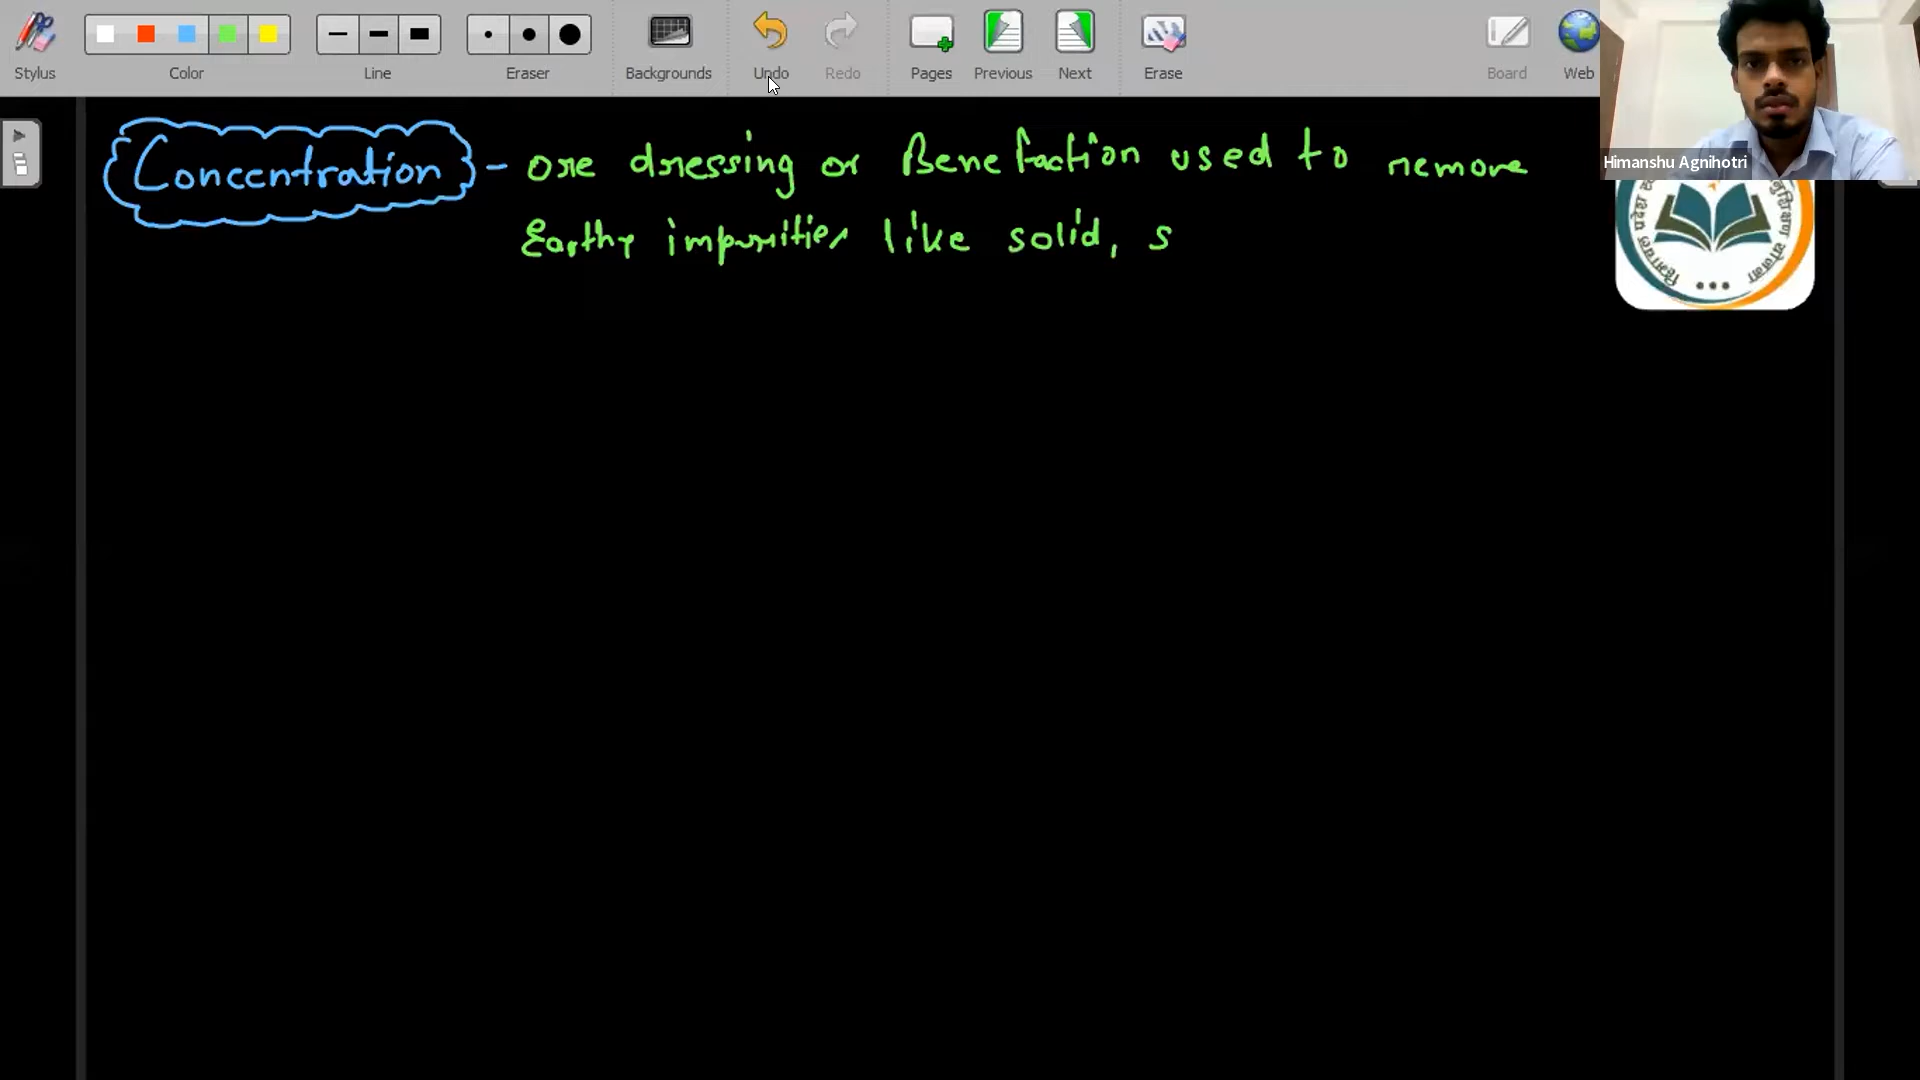 Stylus Color Line Eraser Backgrounds Undo Redo Pages Previous Next Erase Board Web
Himanshu Agnihotri
Concentration - ore dressing or Benefaction used to remove
Earthy impurities like solid, s